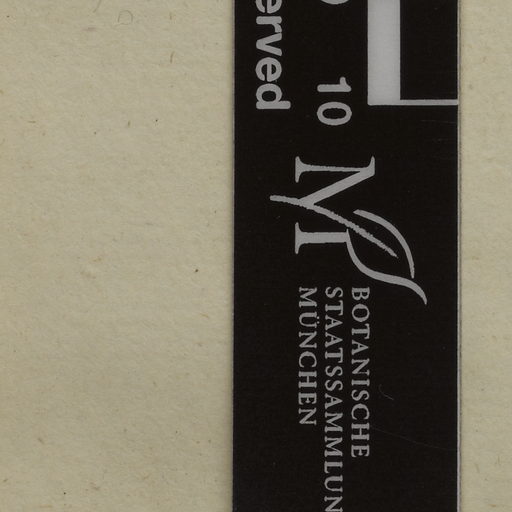 erved
10
M
BOTANISCHE
STAATSSAMMLUN
MÜNCHEN